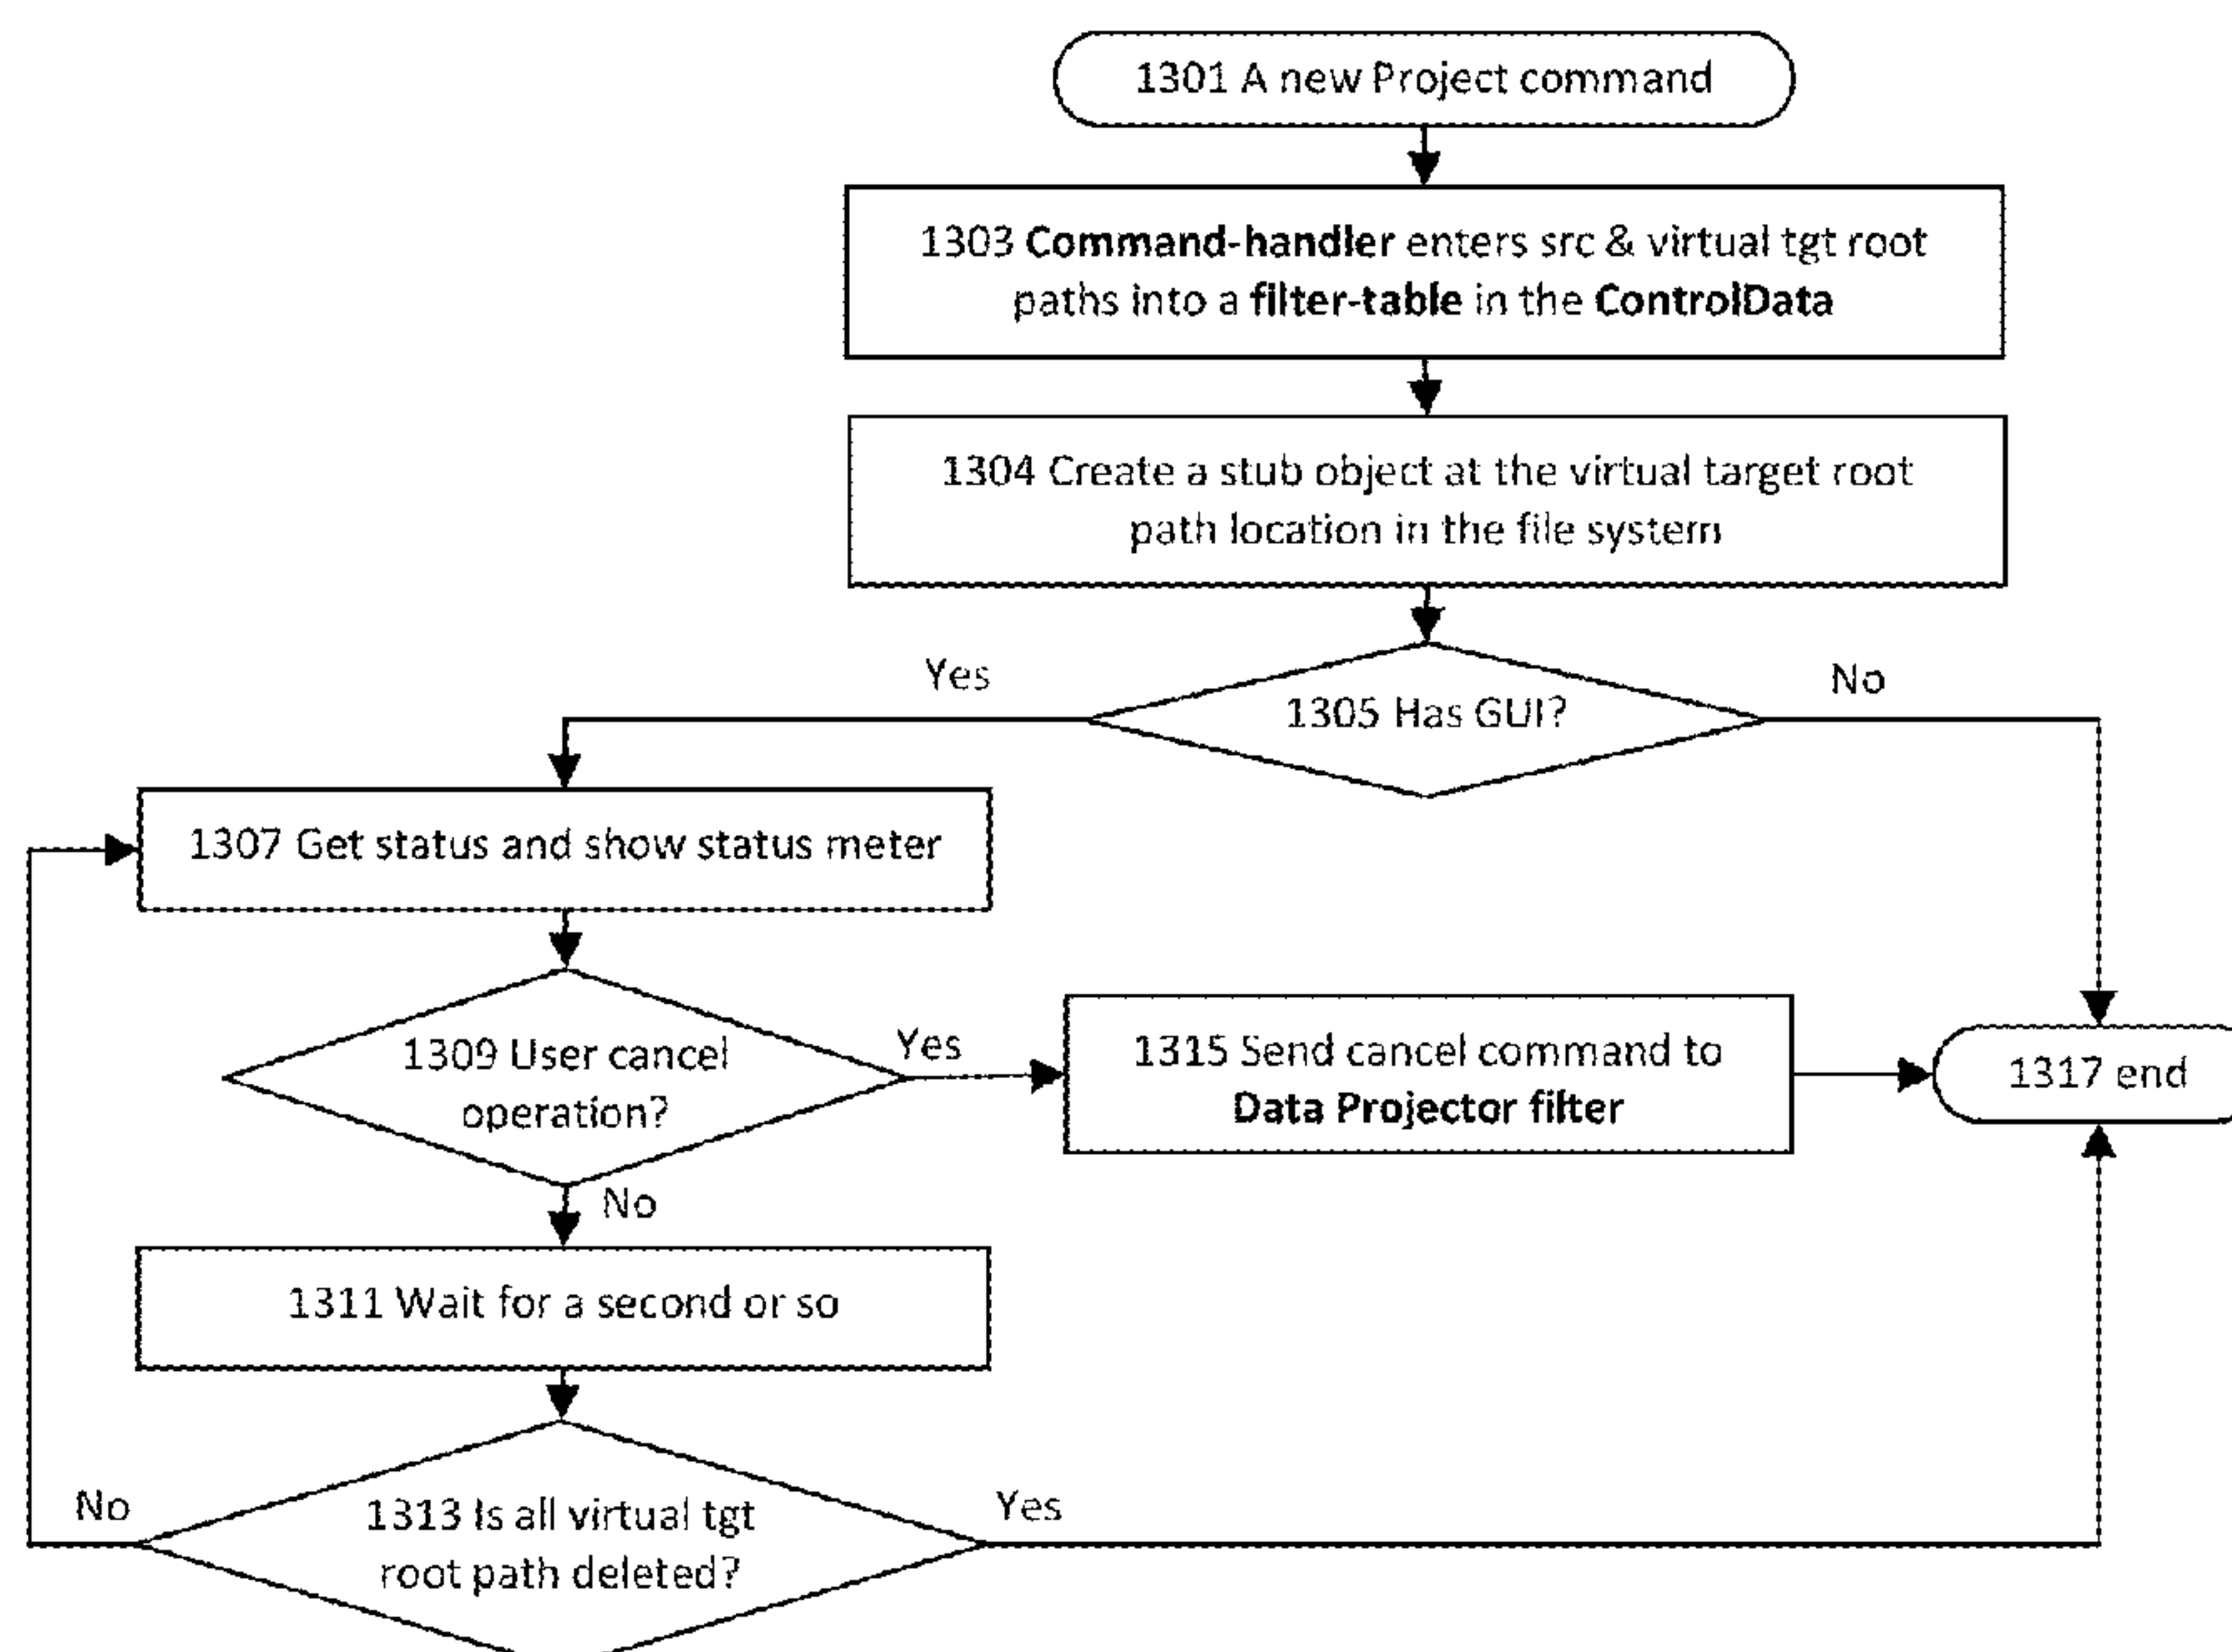 1301 A new Project command
1303 Command-handler enters src & virtual tgt root
paths into a filter-table in the ControlData
1304 Create a stub object at the virtual target root
path location in the file system
Yes
No
1305 Has GUI?
1307 Get status and show status meter
1309 User cancel
operation?
Yes
1315 Send cancel command to
Data Projector filter
1317 end
No
1311 Wait for a second or so
No
1313 Is all virtual tgt
root path deleted?
Yes